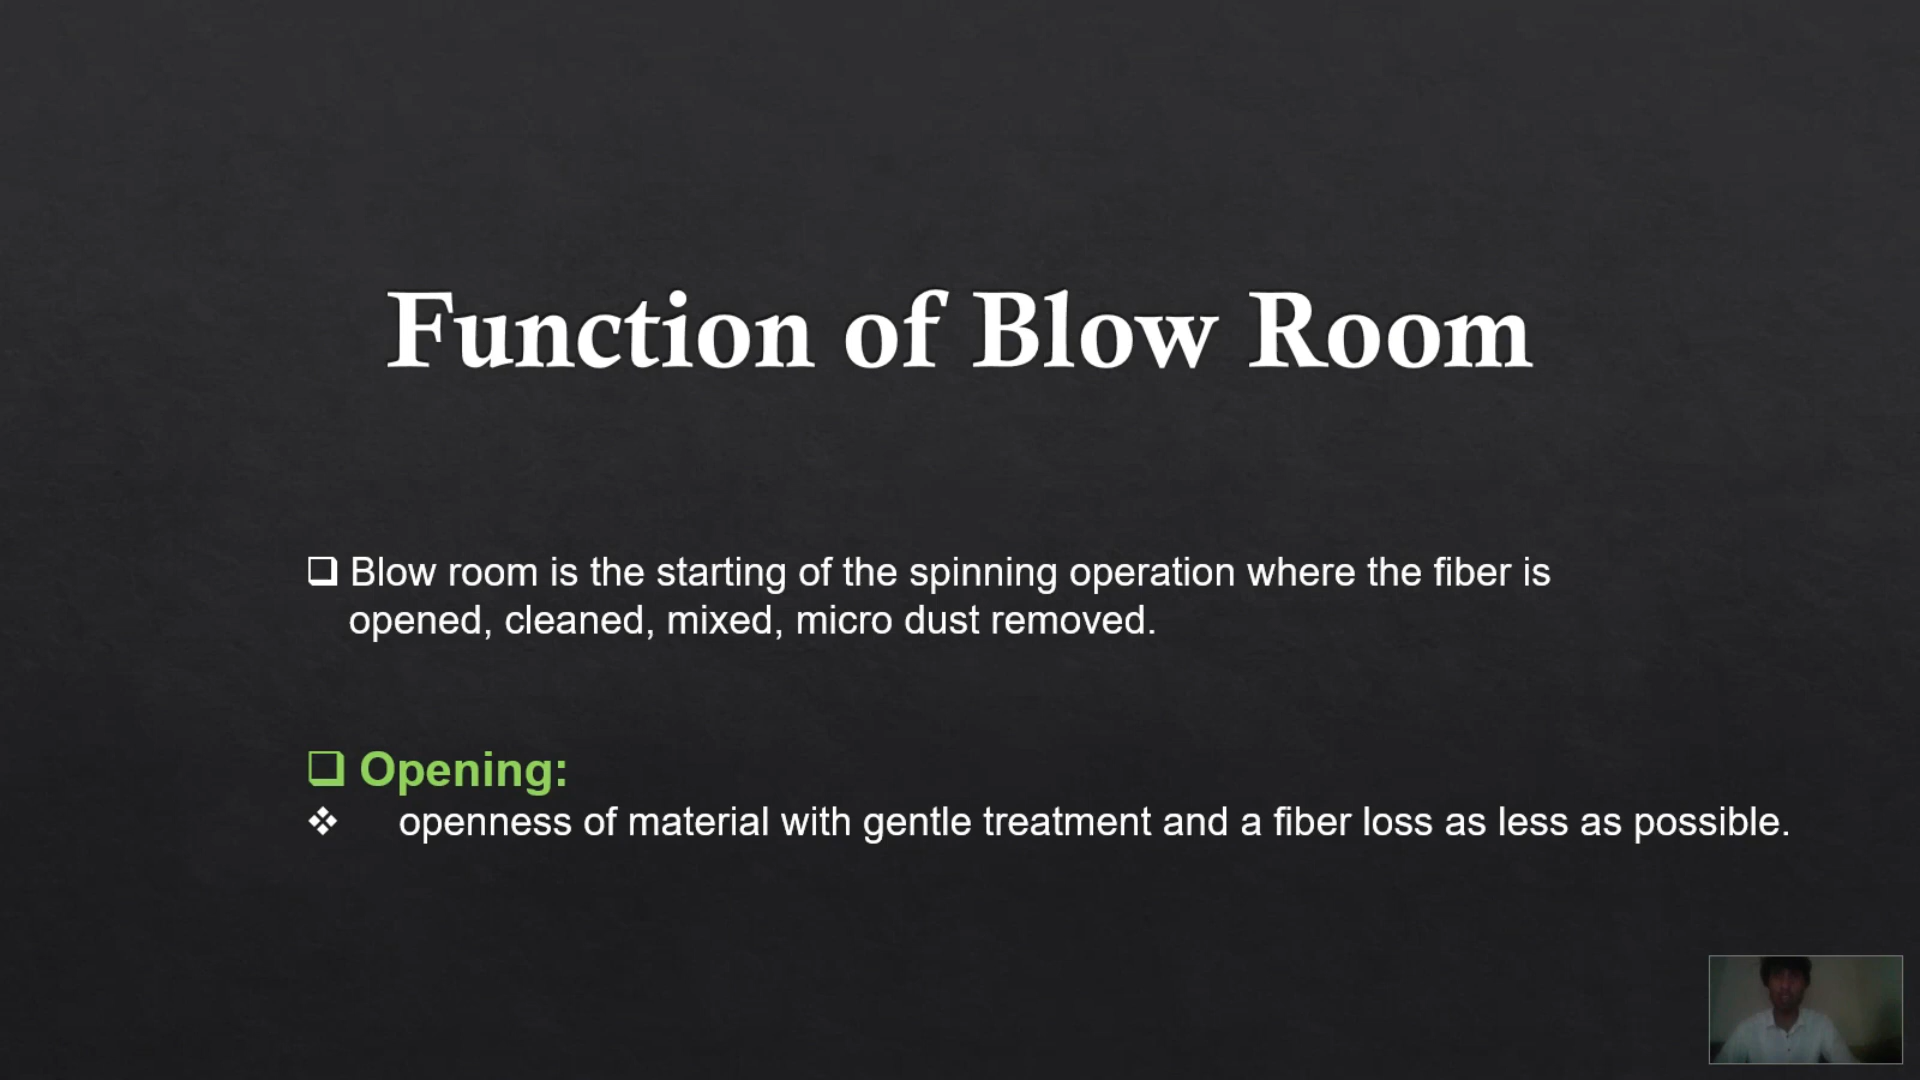 Function of Blow Room
❑ Blow room is the starting of the spinning operation where the fiber is
opened, cleaned, mixed, micro dust removed.
❑ Opening:
❖ openness of material with gentle treatment and a fiber loss as less as possible.